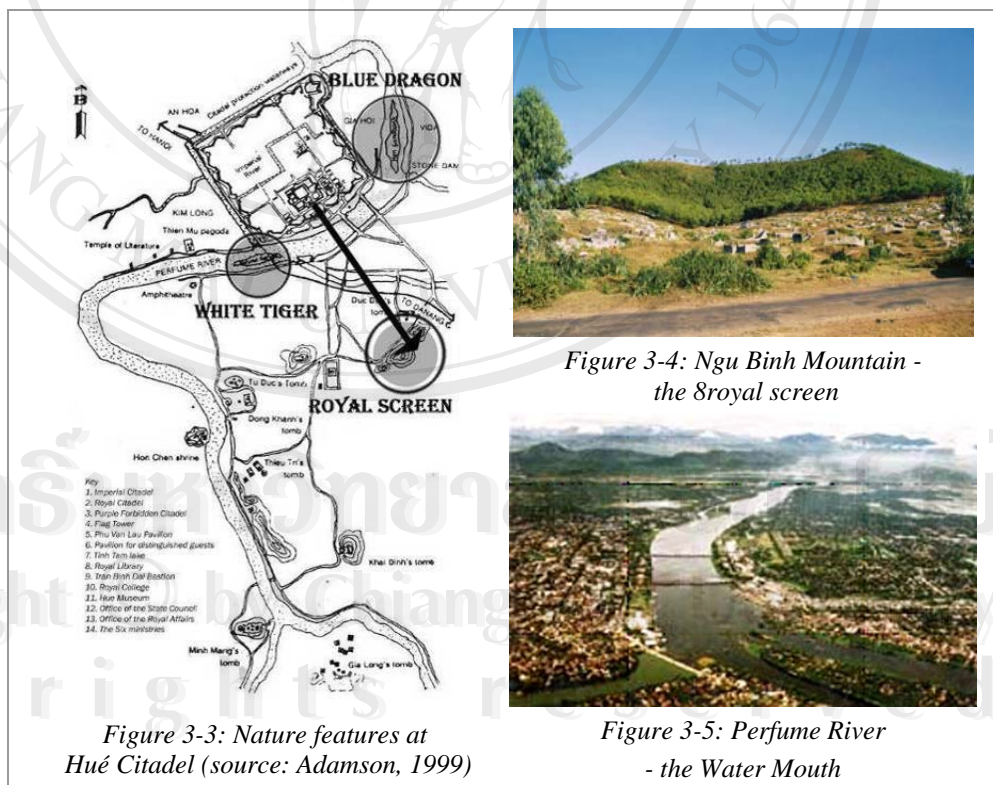 BLUE DRAGON
B
AN HOA
Citadel protection waterways
TO HANOI
GIA HOI
VIDA
STONE DAM
Imperial
River
KIM LONG
Thien Mu pagoda
Temple of Literature
PERFUME RIVER
Amphitheatre
WHITE TIGER
TO DANANG
tomb
ROYAL SCREEN
Tu Duc's Tomb
Dong Khanh's
tomb
Thieu Tri's
tomb
Hon Chen shrine
Khai Dinh's tomb
Minh Mang's
tomb
Gia Long's tomb
Key
1. Imperial Citadel
2. Royal Citadel
3. Purple Forbidden Citadel
4. Flag Tower
5. Phu Van Lau Pavilion
6. Pavilion for distinguished guests
7. Tinh Tam lake
8. Royal Library
9. Tran Binh Dai Bastion
10. Royal College
11. Hue Museum
12. Office of the State Council
13. Office of the Royal Affairs
14. The Six ministries
Figure 3-3: Nature features at
Hué Citadel (source: Adamson, 1999)
Figure 3-4: Ngu Binh Mountain -
the 8royal screen
Figure 3-5: Perfume River
- the Water Mouth
by Chiang
rights reserved